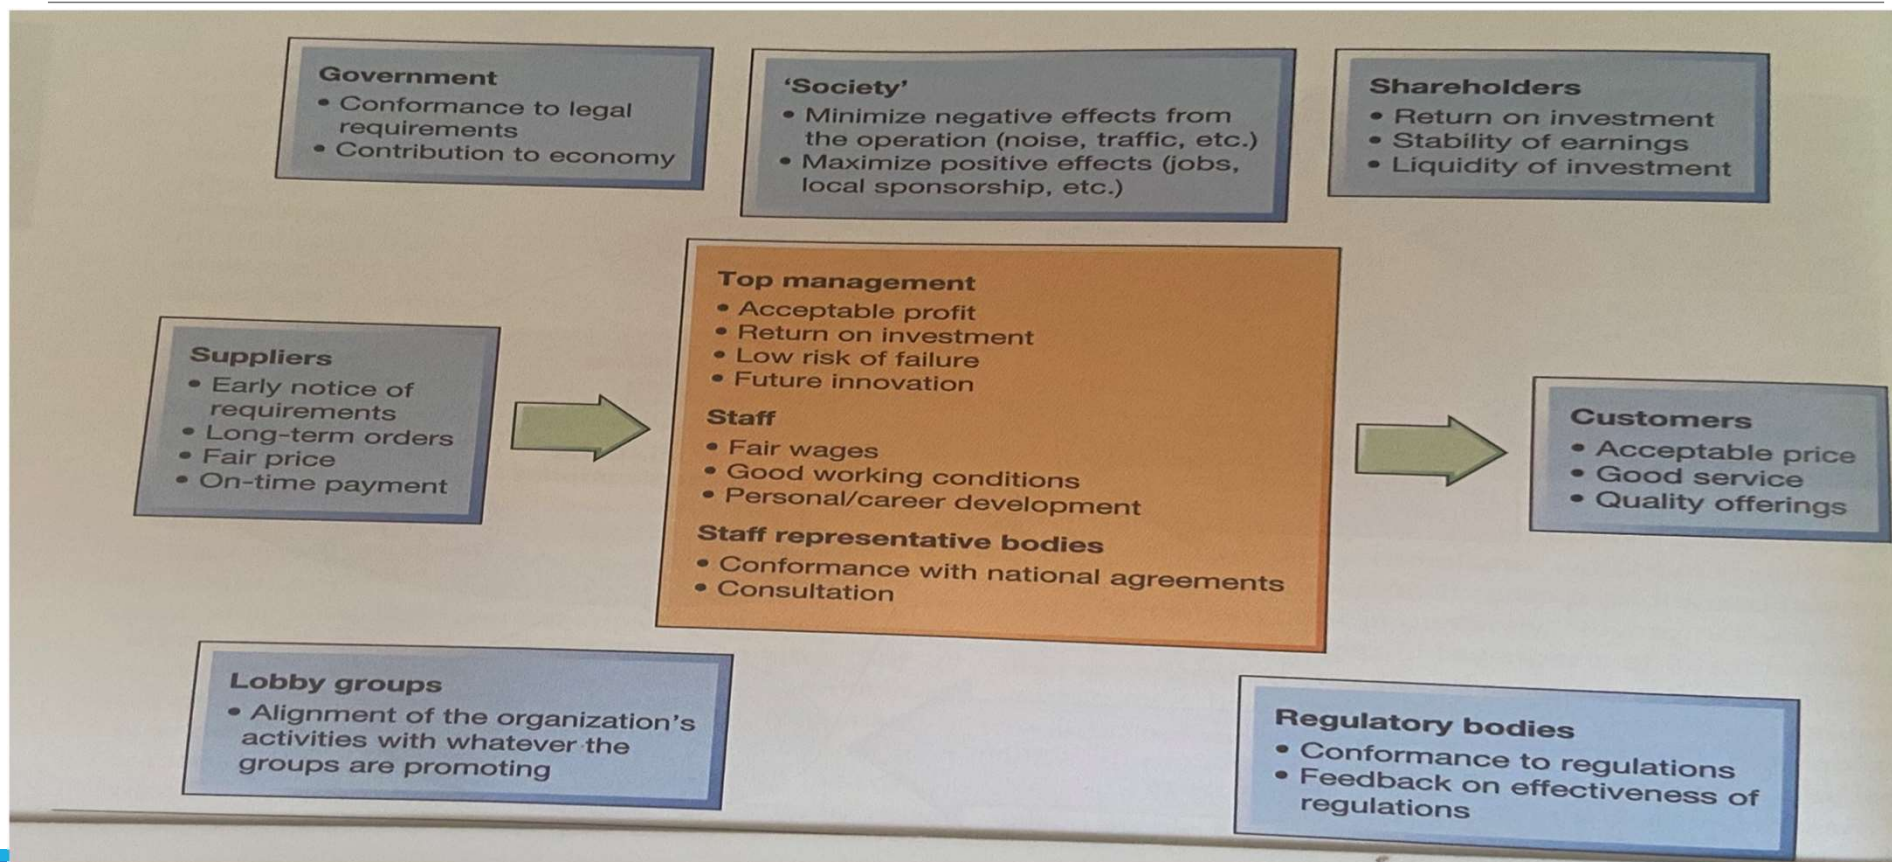 Government
• Conformance to legal
requirements
• Contribution to economy
‘Society’
• Minimize negative effects from
the operation (noise, traffic, etc.)
• Maximize positive effects (jobs,
local sponsorship, etc.)
Shareholders
• Return on investment
• Stability of earnings
• Liquidity of investment
Suppliers
• Early notice of
requirements
• Long-term orders
• Fair price
• On-time payment
Top management
• Acceptable profit
• Return on investment
• Low risk of failure
• Future innovation
Staff
• Fair wages
• Good working conditions
• Personal/career development
Staff representative bodies
• Conformance with national agreements
• Consultation
Customers
• Acceptable price
• Good service
• Quality offerings
Lobby groups
• Alignment of the organization’s
activities with whatever the
groups are promoting
Regulatory bodies
• Conformance to regulations
• Feedback on effectiveness of
regulations